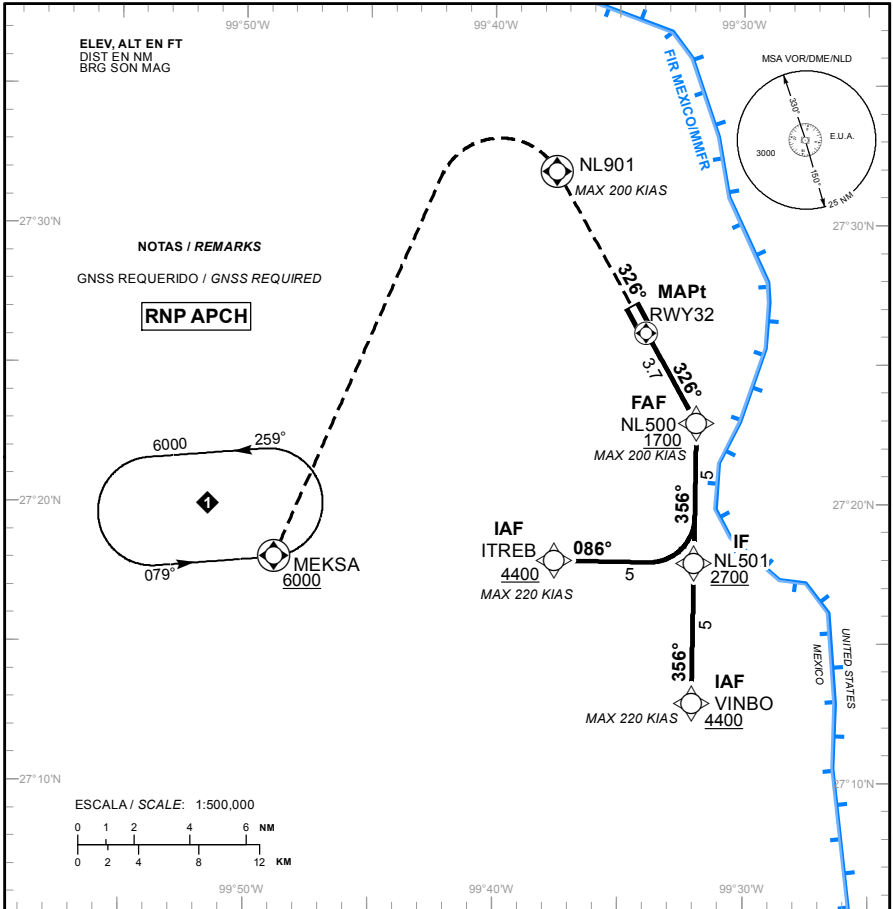 99°50'W
99°40'W
99°30'W
ELEV, ALT EN FT
DIST EN NM
BRG SON MAG
FIR MEXICO/MMFR
MSA VOR/DME/NLD
330°
E.U.A.
3000
150°
25 NM
NL901
MAX 200 KIAS
27°30'N
27°30'N
NOTAS / REMARKS
GNSS REQUERIDO / GNSS REQUIRED
RNP APCH
326°
MAPt
RWY32
3.7
326°
FAF
NL500
1700
MAX 200 KIAS
6000
259°
1
079°
MEKSA
6000
5
356°
27°20'N
27°20'N
IAF
ITREB
4400
MAX 220 KIAS
086°
5
IF
NL501
2700
5
356°
IAF
VINBO
4400
MAX 220 KIAS
UNITED STATES
MEXICO
27°10'N
27°10'N
ESCALA / SCALE: 1:500,000
0 1 2 4 6 NM
0 2 4 8 12 KM
99°50'W
99°40'W
99°30'W